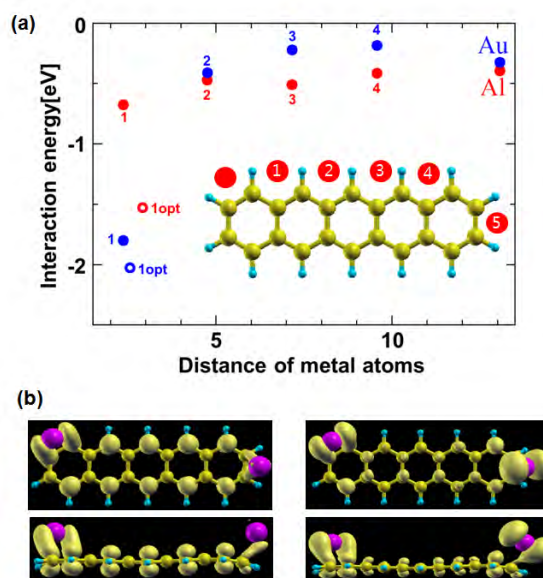 (a)
0
-1
-2
Interaction energy[eV]
1
1opt
1
1opt
2
2
3
3
4
4
Au
Al
1
2
3
4
5
5
10
Distance of metal atoms
(b)